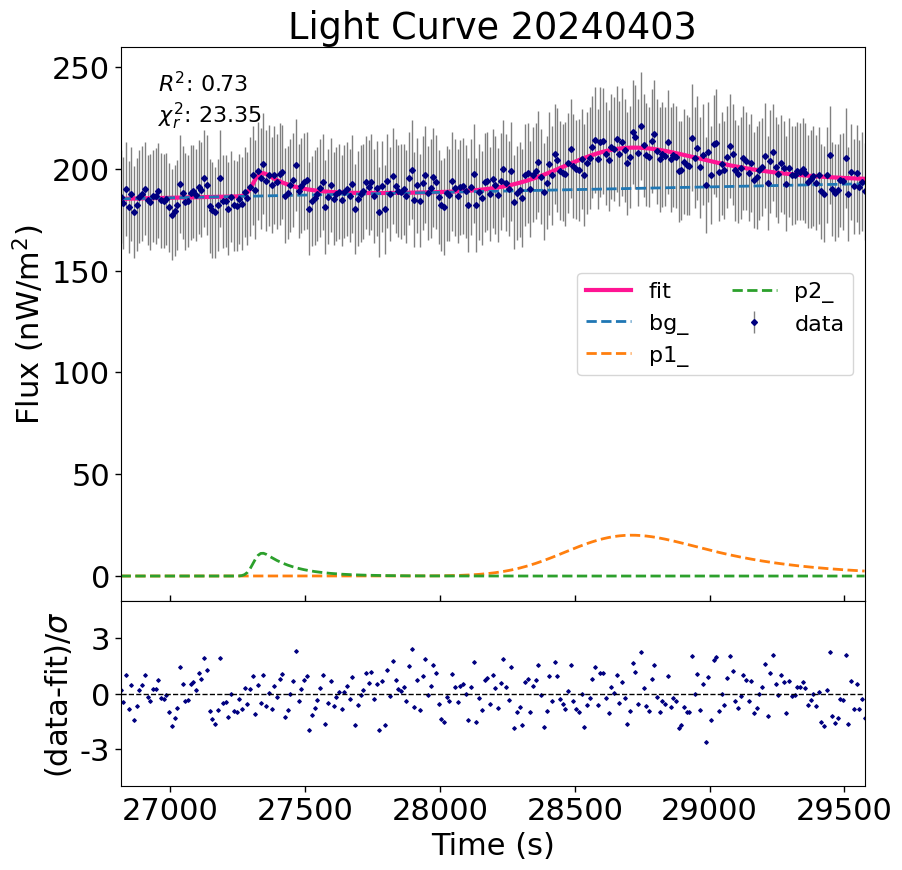 Light Curve 20240403
R²: 0.73
χ²ᵣ: 23.35
250
200
150
100
50
0
Flux (nW/m²)
fit
bg_
p1_
p2_
data
3
0
-3
(data-fit)/σ
27000 27500 28000 28500 29000 29500
Time (s)